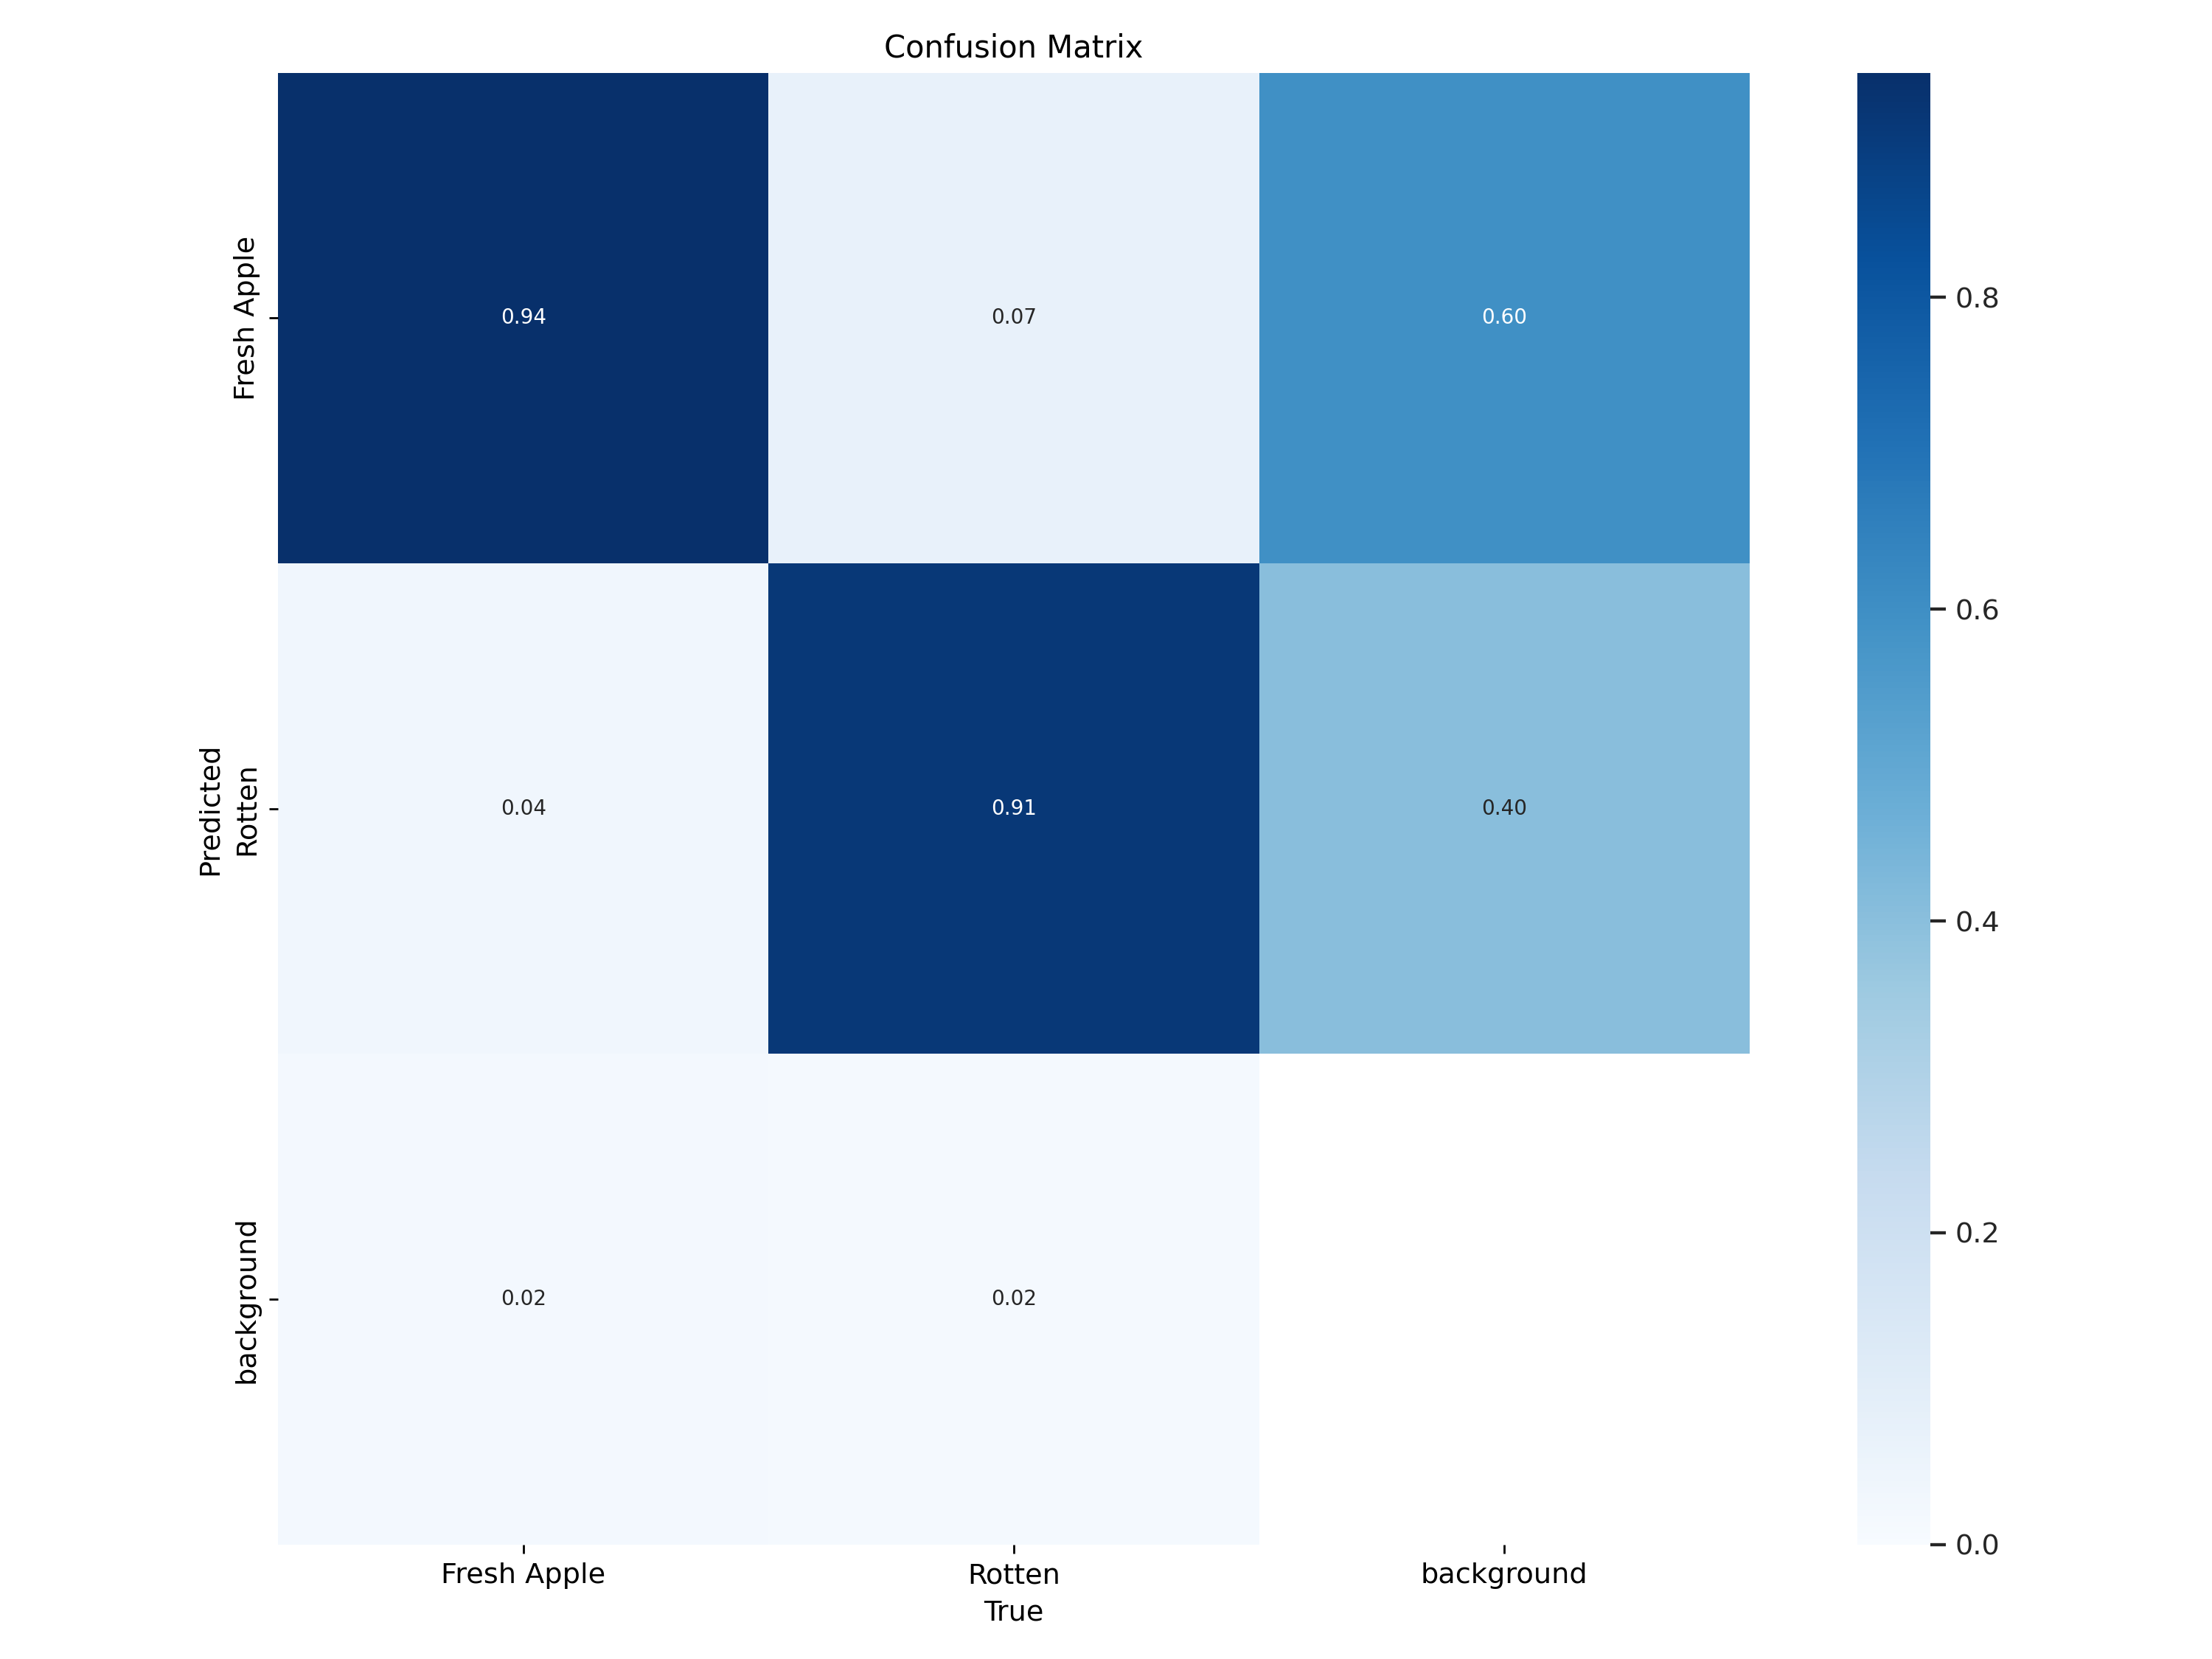 Confusion Matrix
Fresh Apple
0.94
0.07
0.60
Predicted
Rotten
0.04
0.91
0.40
background
0.02
0.02
Fresh Apple
Rotten
background
True
0.8
0.6
0.4
0.2
0.0